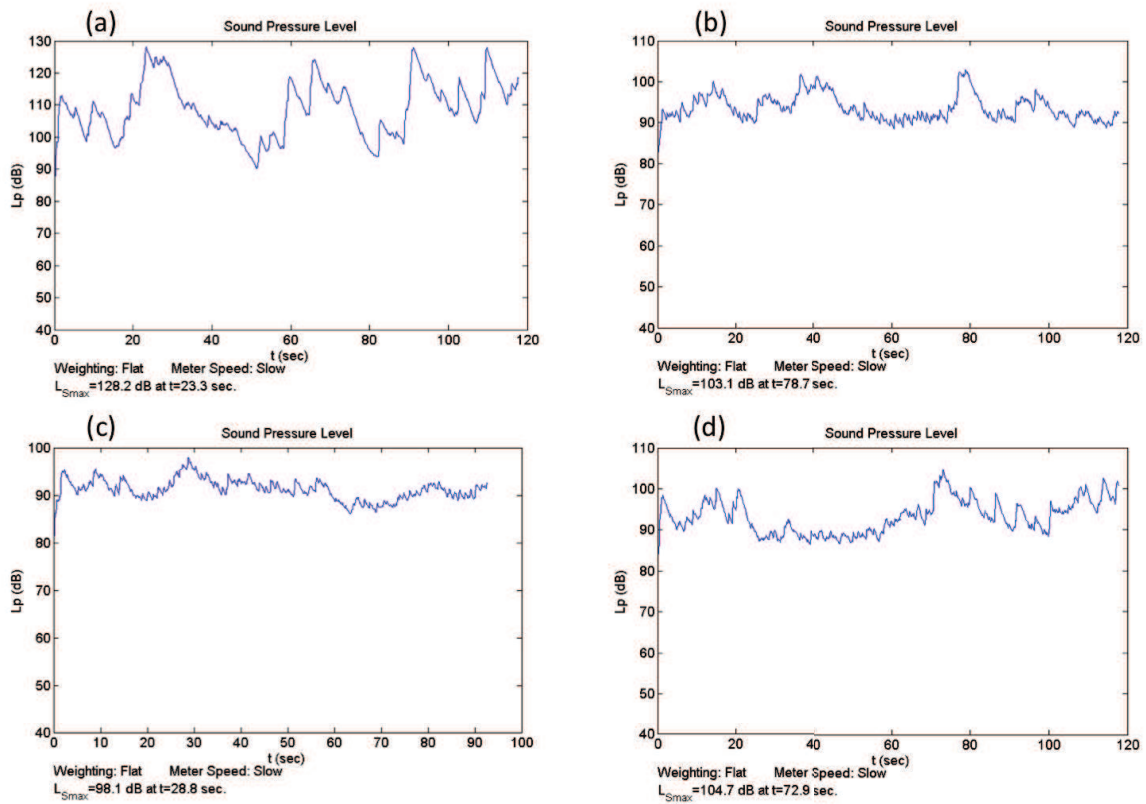 (a)
Sound Pressure Level
130
120
110
100
90
80
70
60
50
40
Lp (dB)
0 20 40 60 80 100 120
t (sec)
Weighting: Flat Meter Speed: Slow
LSmax=128.2 dB at t=23.3 sec.
(b)
Sound Pressure Level
110
100
90
80
70
60
50
40
Lp (dB)
0 20 40 60 80 100 120
t (sec)
Weighting: Flat Meter Speed: Slow
LSmax=103.1 dB at t=78.7 sec.
(c)
Sound Pressure Level
100
90
80
70
60
50
40
Lp (dB)
0 10 20 30 40 50 60 70 80 90 100
t (sec)
Weighting: Flat Meter Speed: Slow
LSmax=98.1 dB at t=28.8 sec.
(d)
Sound Pressure Level
110
100
90
80
70
60
50
40
Lp (dB)
0 20 40 60 80 100 120
t (sec)
Weighting: Flat Meter Speed: Slow
LSmax=104.7 dB at t=72.9 sec.